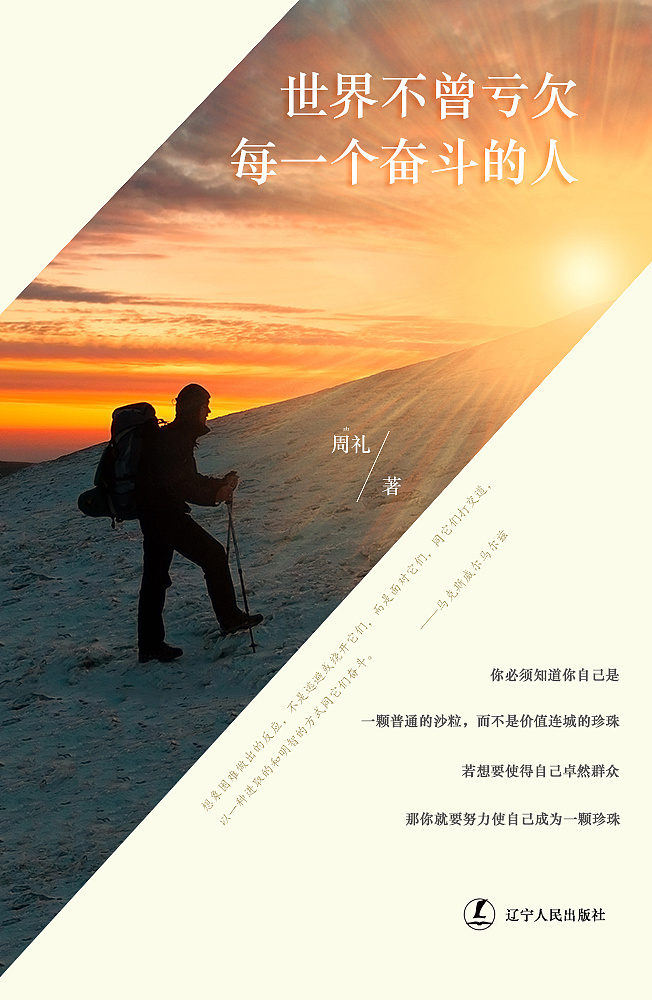 世界不曾亏欠
每一个奋斗的人
周礼
著
想象困难做出的反应，不是逃避或绕开它们，而是面对它们，同它们打交道，
以一种进取的和明智的方式同它们奋斗。
——马克斯威尔马尔兹
你必须知道你自己是
一颗普通的沙粒，而不是价值连城的珍珠
若想要使得自己卓然群众
那你就要努力使自己成为一颗珍珠
辽宁人民出版社